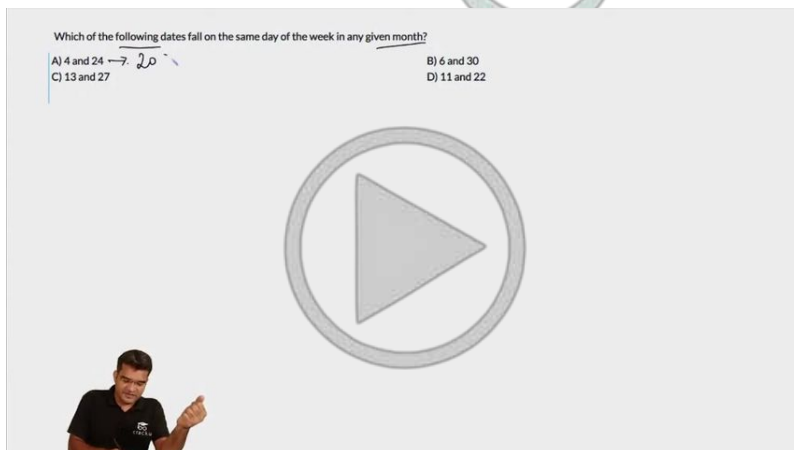 Which of the following dates fall on the same day of the week in any given month?
A) 4 and 24 → 20
B) 6 and 30
C) 13 and 27
D) 11 and 22